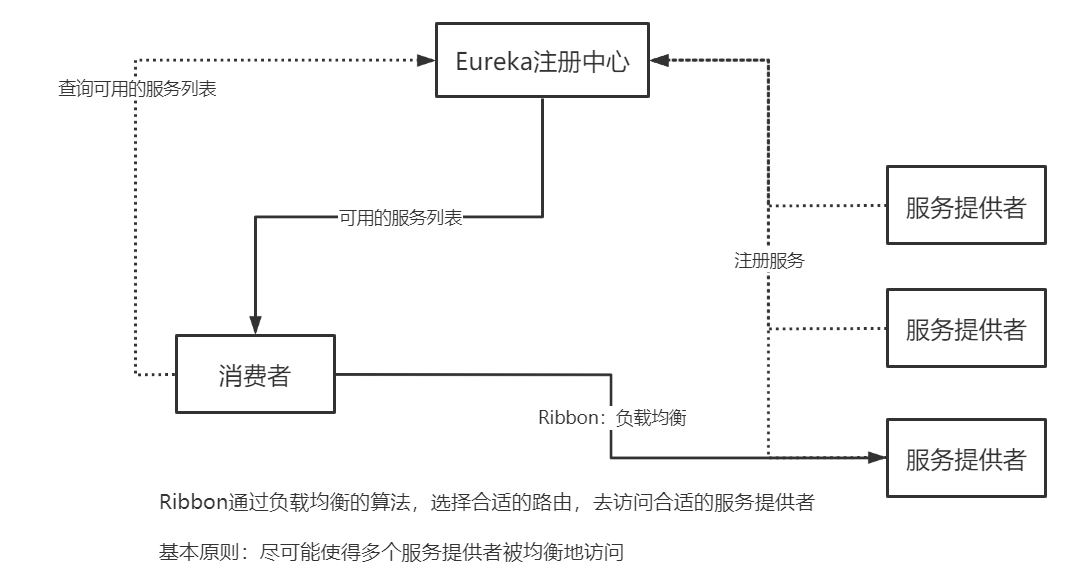 Eureka注册中心
查询可用的服务列表
服务提供者
可用的服务列表
注册服务
服务提供者
消费者
Ribbon：负载均衡
服务提供者
Ribbon通过负载均衡的算法，选择合适的路由，去访问合适的服务提供者
基本原则：尽可能使得多个服务提供者被均衡地访问